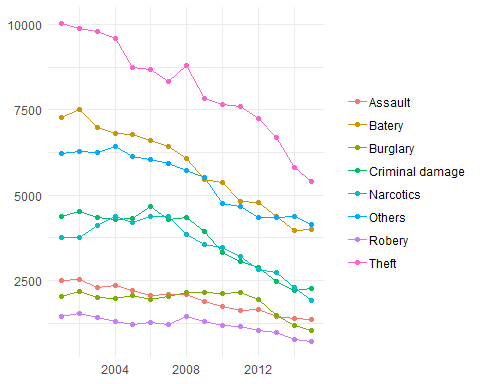 10000
7500
5000
2500
2004 2008 2012
Assault
Batery
Burglary
Criminal damage
Narcotics
Others
Robery
Theft